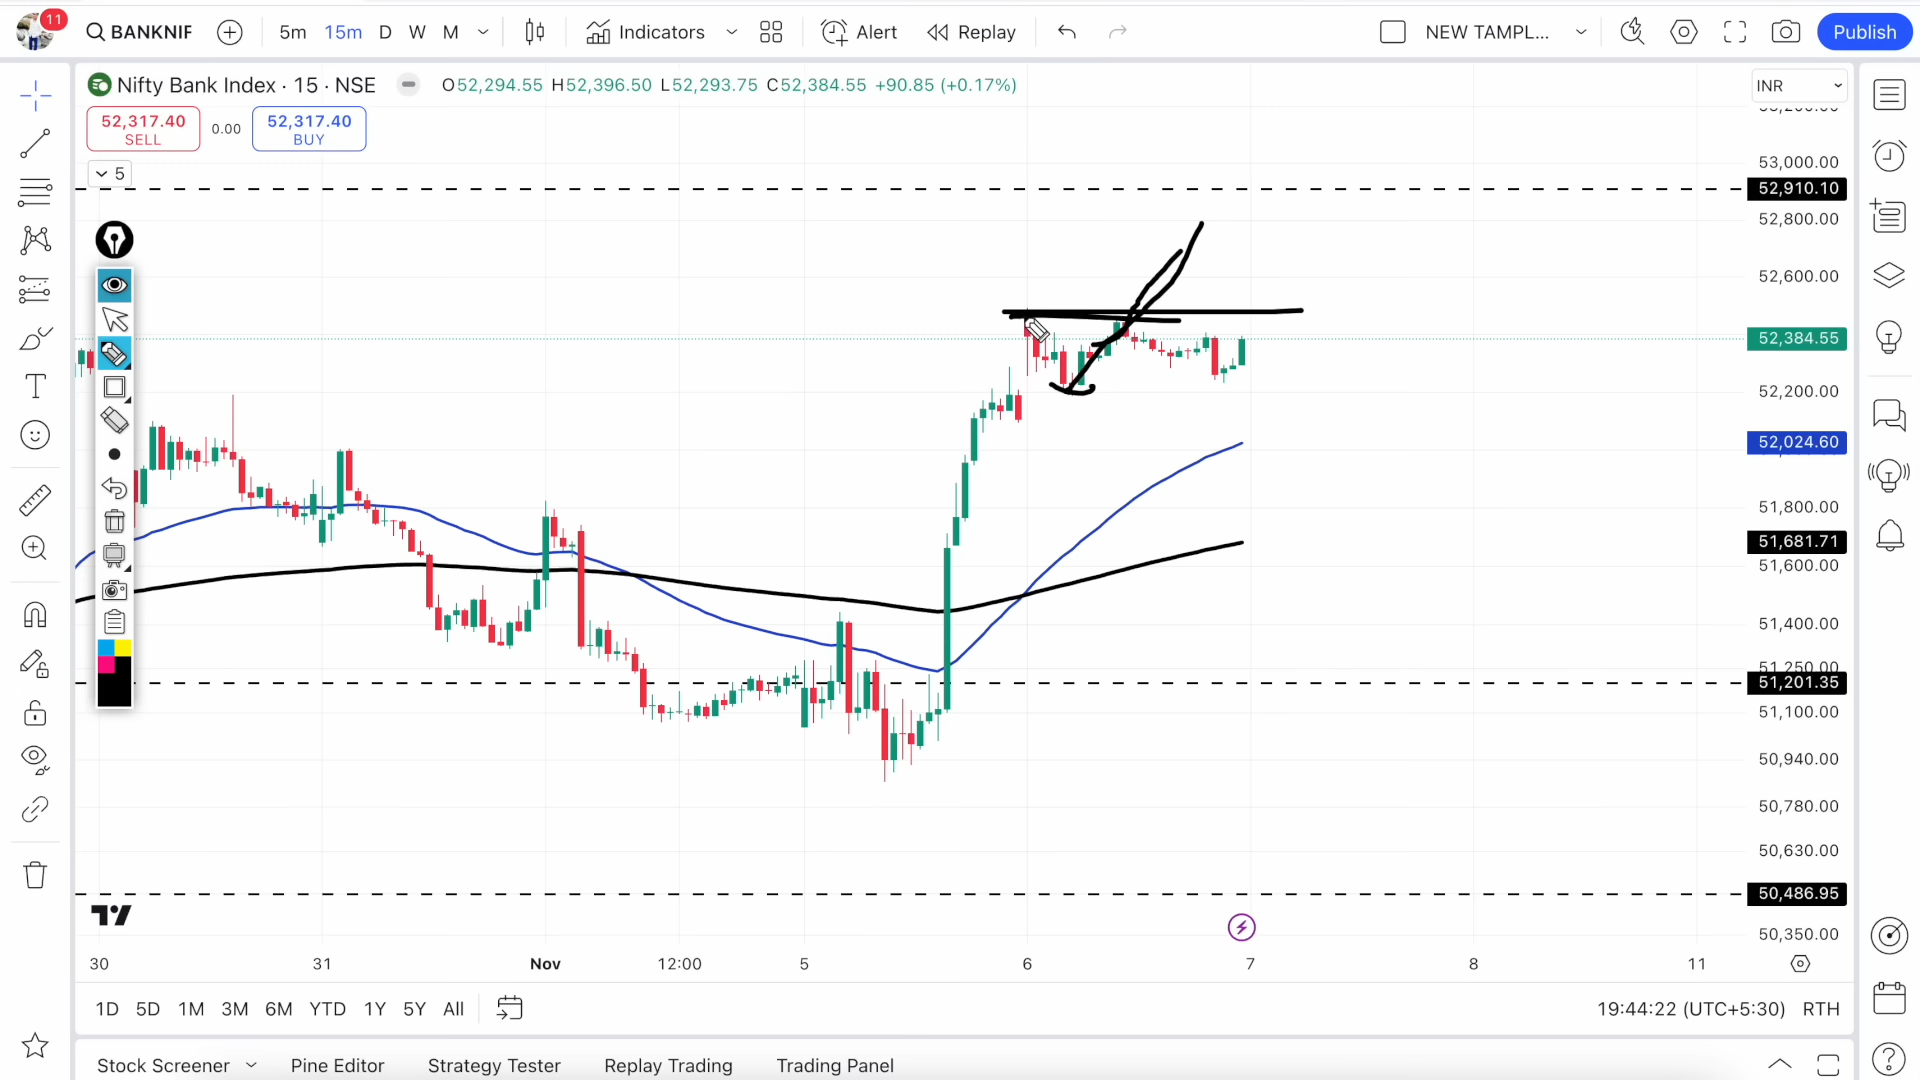 11
BANKNIF
5m 15m D W M
Indicators
Alert
Replay
NEW TAMPL...
Publish
Nifty Bank Index · 15 · NSE
O52,294.55 H52,396.50 L52,293.75 C52,384.55 +90.85 (+0.17%)
INR
52,317.40
SELL
0.00
52,317.40
BUY
5
53,000.00
52,910.10
52,800.00
52,600.00
52,384.55
52,200.00
52,024.60
51,800.00
51,681.71
51,600.00
51,400.00
51,250.00
51,201.35
51,100.00
50,940.00
50,780.00
50,630.00
50,486.95
50,350.00
30 31 Nov 12:00 5 6 7 8 11
1D 5D 1M 3M 6M YTD 1Y 5Y All
19:44:22 (UTC+5:30) RTH
Stock Screener Pine Editor Strategy Tester Replay Trading Trading Panel